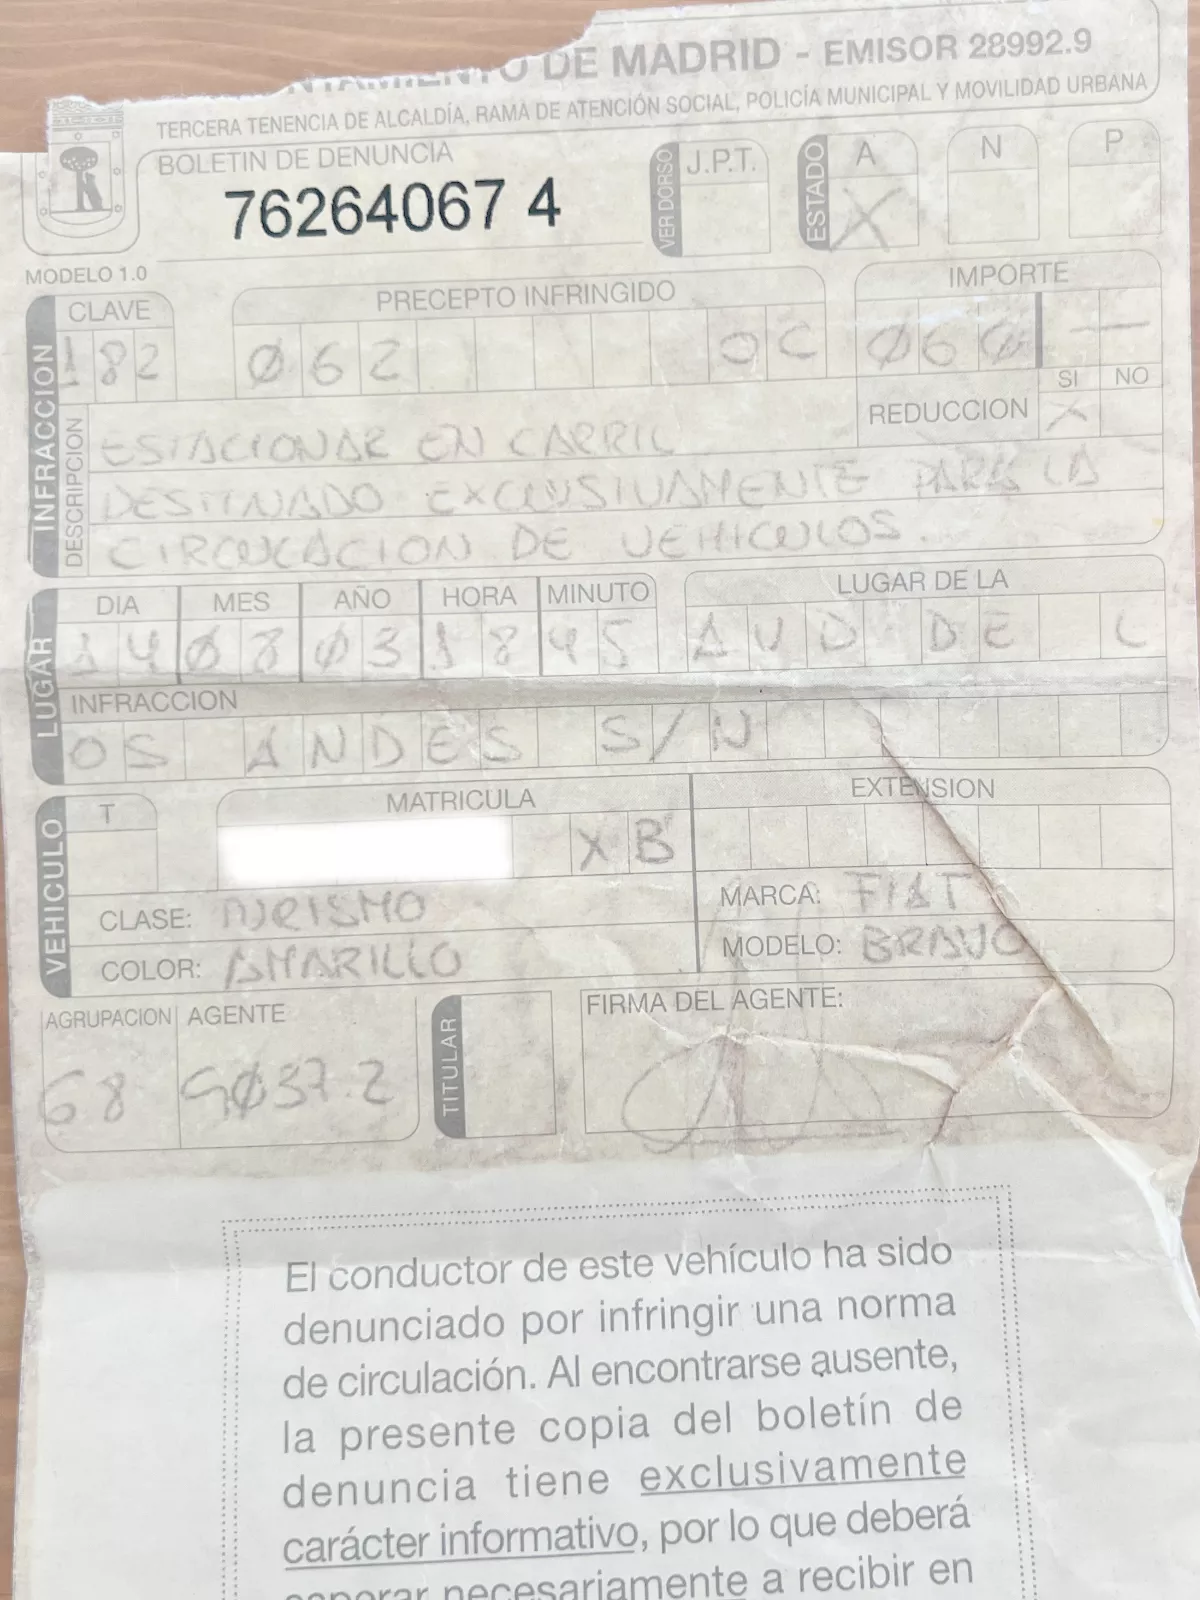 DE MADRID - EMISOR 28992.9
TERCERA TENENCIA DE ALCALDÍA, RAMA DE ATENCIÓN SOCIAL, POLICÍA MUNICIPAL Y MOVILIDAD URBANA
BOLETIN DE DENUNCIA
76264067 4
VER DORSO J.P.T.
ESTADO A N P
X
MODELO 1.0
INFRACCION
CLAVE PRECEPTO INFRINGIDO IMPORTE
182 Ø62 OC Ø6Ø —
REDUCCION SI NO
X
DESCRIPCION
ESTACIONAR EN CARRIL
DESTINADO EXCLUSIVAMENTE PARA LA
CIRCULACION DE VEHICULOS.
LUGAR
DIA MES AÑO HORA MINUTO LUGAR DE LA
14 Ø8 Ø3 18 45 AVD DE L
INFRACCION
OS ANDES S/N
VEHICULO
T MATRICULA EXTENSION
XB
CLASE: TURISMO MARCA: FIAT
COLOR: AMARILLO MODELO: BRAVO
AGRUPACION AGENTE TITULAR FIRMA DEL AGENTE:
68 9Ø37.2
El conductor de este vehículo ha sido
denunciado por infringir una norma
de circulación. Al encontrarse ausente,
la presente copia del boletín de
denuncia tiene exclusivamente
carácter informativo, por lo que deberá
esperar necesariamente a recibir en